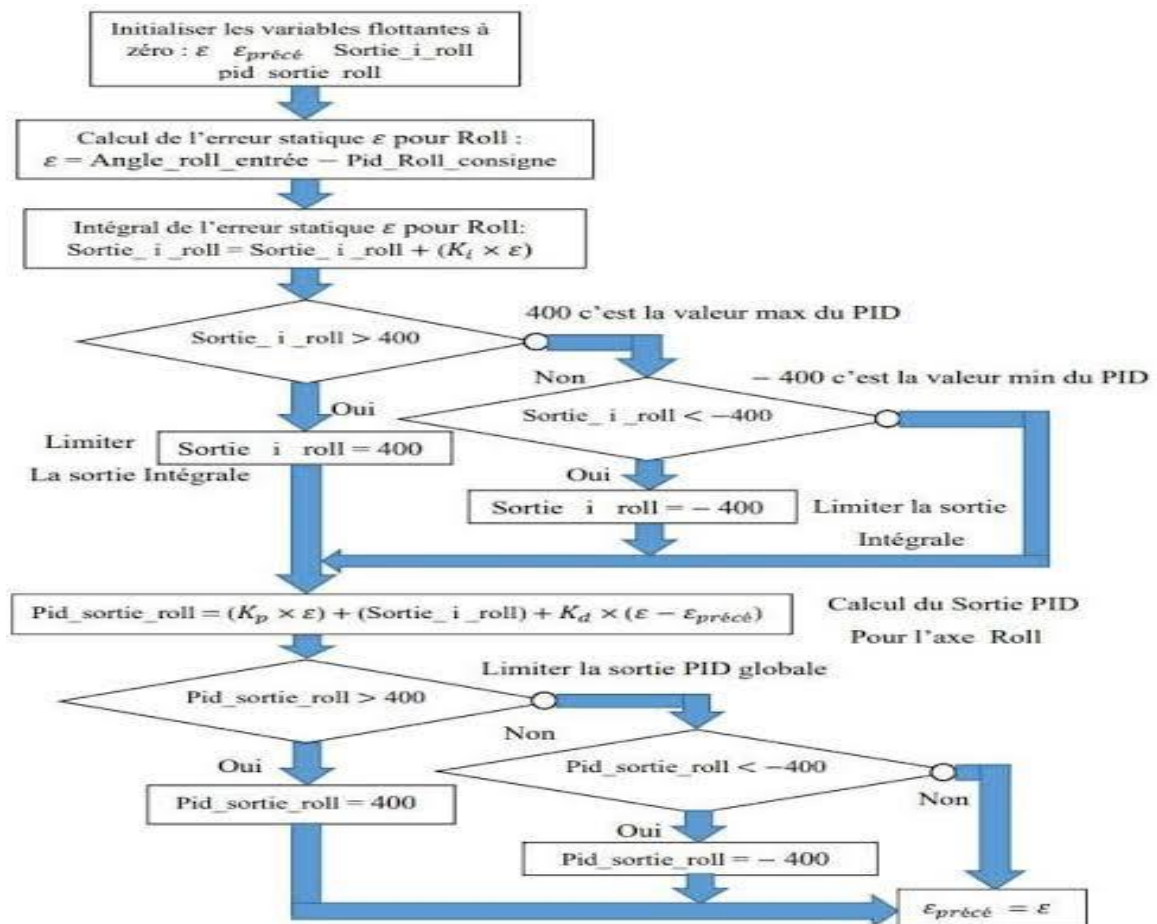 Initialiser les variables flottantes à
zéro : ε ε_précé Sortie_i_roll
pid sortie roll
Calcul de l'erreur statique ε pour Roll :
ε = Angle_roll_entrée − Pid_Roll_consigne
Intégral de l'erreur statique ε pour Roll:
Sortie_ i _roll = Sortie_ i _roll + (K_i × ε)
Sortie_ i _roll > 400
400 c'est la valeur max du PID
Non
− 400 c'est la valeur min du PID
Oui
Sortie_ i _roll < −400
Limiter
La sortie Intégrale
Sortie i roll = 400
Oui
Sortie i roll = − 400
Limiter la sortie
Intégrale
Pid_sortie_roll = (K_p × ε) + (Sortie_ i _roll) + K_d × (ε − ε_précé)
Calcul du Sortie PID
Pour l'axe Roll
Limiter la sortie PID globale
Pid_sortie_roll > 400
Non
Oui
Pid_sortie_roll < −400
Non
Pid_sortie_roll = 400
Oui
Pid_sortie_roll = − 400
ε_précé = ε